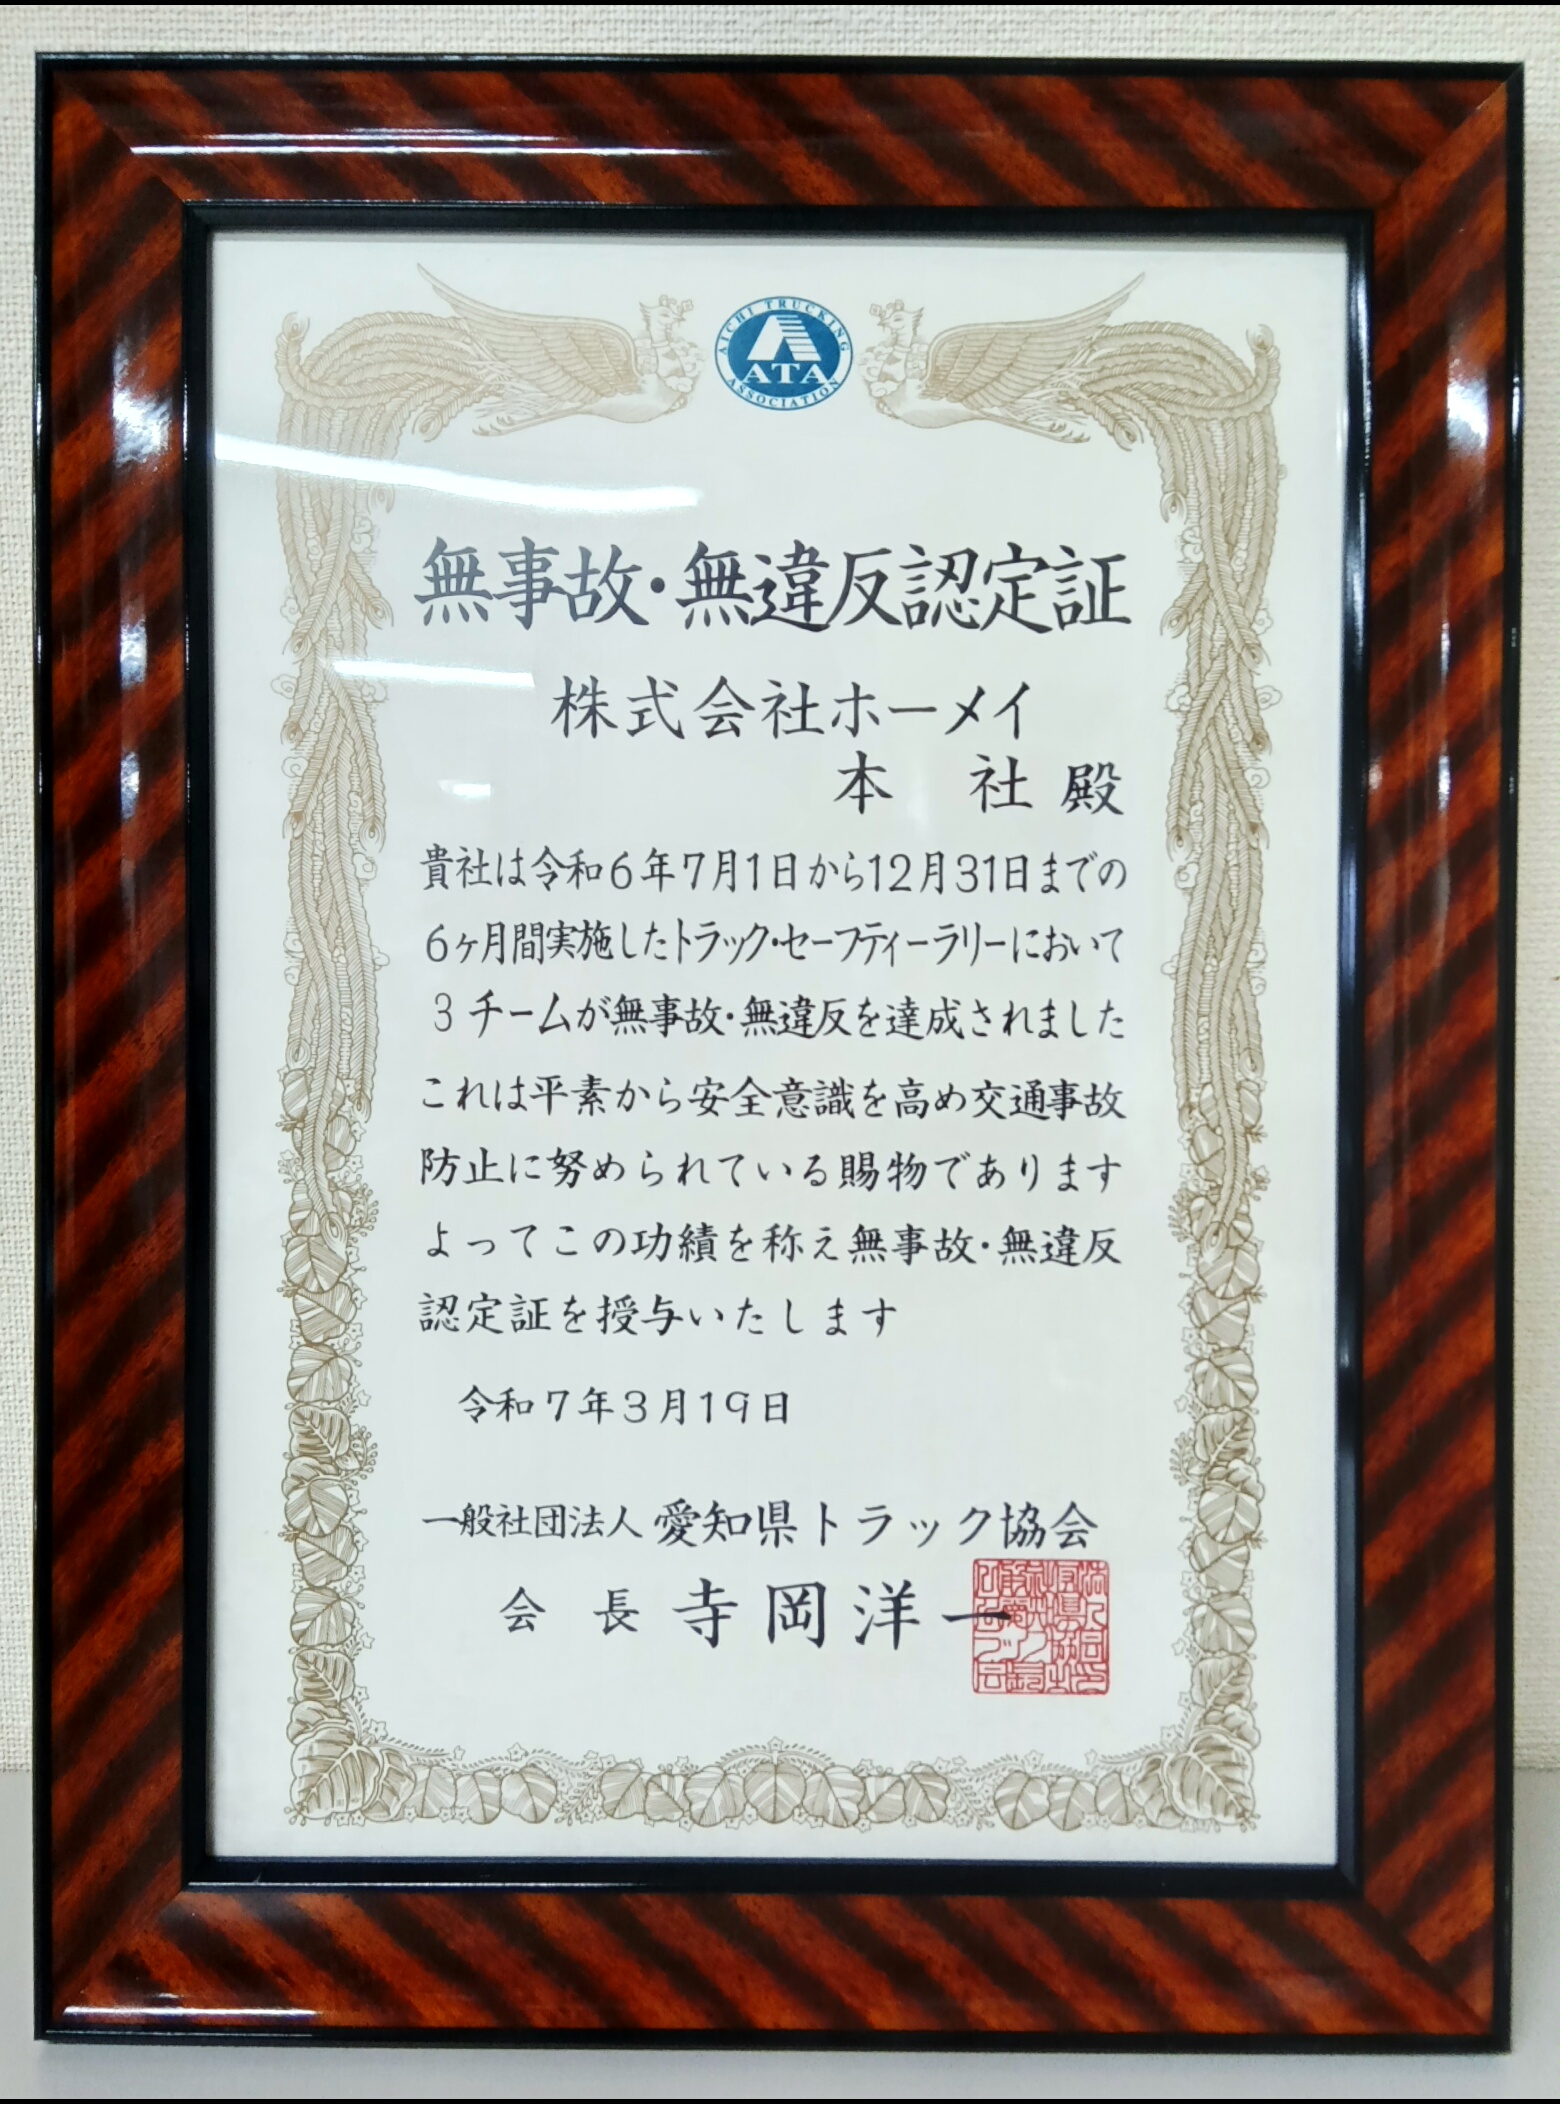 AICHI TRUCKING
ATA
ASSOCIATION
無事故・無違反認定証
株式会社ホーメイ
本 社 殿
貴社は令和6年7月1日から12月31日までの
6ヶ月間実施したトラック・セーフティーラリーにおいて
3チームが無事故・無違反を達成されました
これは平素から安全意識を高め交通事故
防止に努められている賜物であります
よってこの功績を称え無事故・無違反
認定証を授与いたします
令和7年3月19日
一般社団法人 愛知県トラック協会
会 長 寺 岡 洋 一